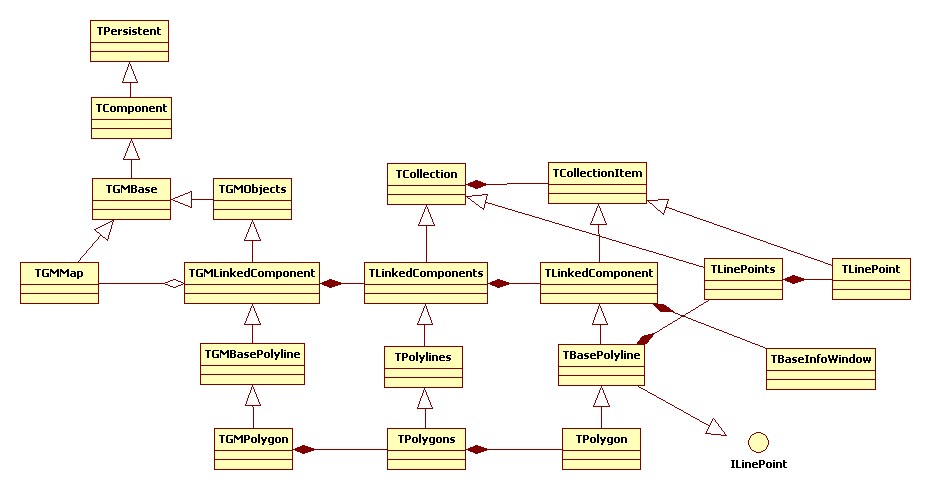 TPersistent
TComponent
TGMBase
TGMObjects
TCollection
TCollectionItem
TGMMap
TGMLinkedComponent
TLinkedComponents
TLinkedComponent
TLinePoints
TLinePoint
TGMBasePolyline
TPolylines
TBasePolyline
TBaseInfoWindow
TGMPolygon
TPolygons
TPolygon
ILinePoint